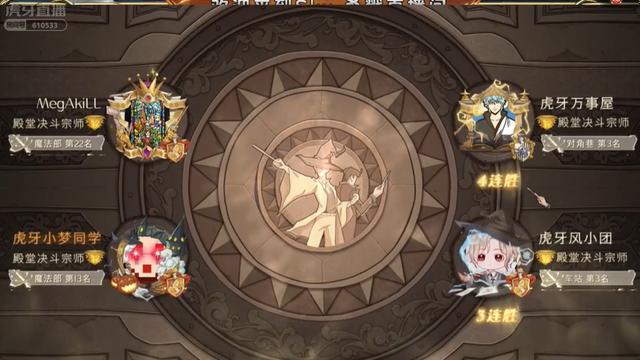 虎牙直播
房间号 610533
MegAkiLL
殿堂决斗宗师
魔法部 第22名
虎牙万事屋
殿堂决斗宗师
对角巷 第3名
4连胜
虎牙小梦同学
殿堂决斗宗师
魔法部 第13名
虎牙风小团
殿堂决斗宗师
车站 第3名